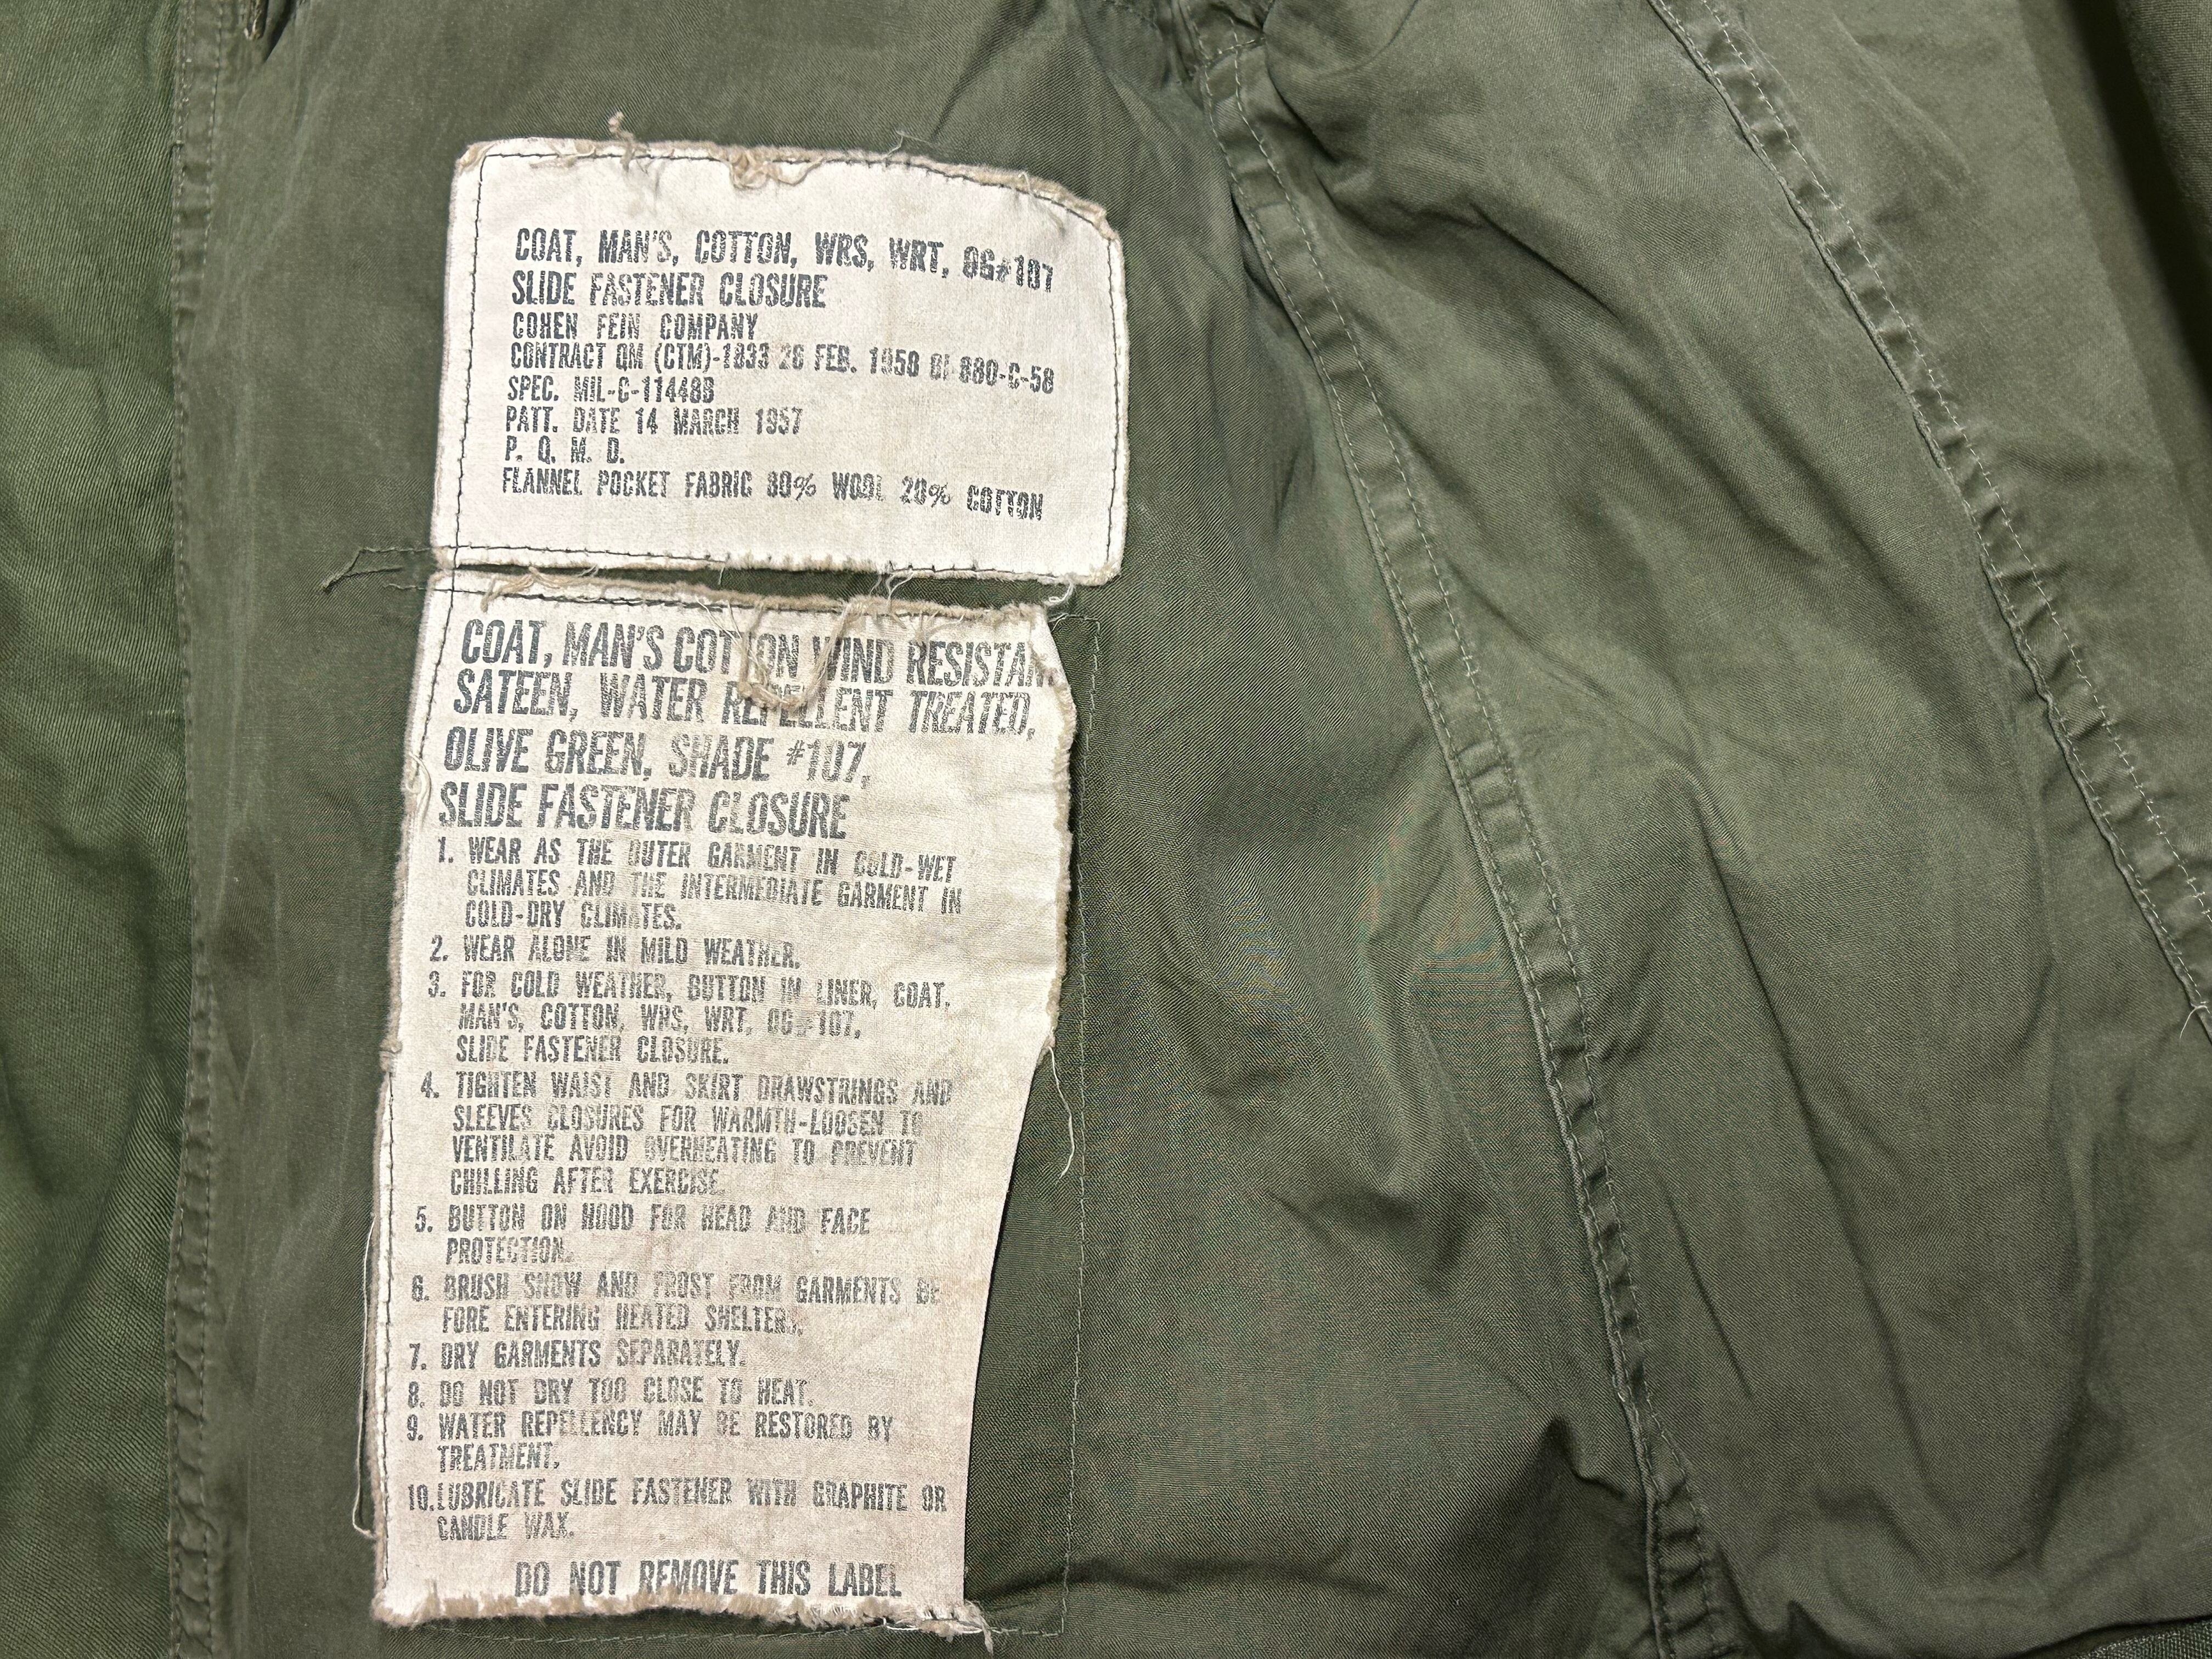 COAT, MAN'S, COTTON, WRS, WRT, OG#107
SLIDE FASTENER CLOSURE
COHEN FEIN COMPANY
CONTRACT QM (CTM)-1833 26 FEB. 1958 880-C-58
SPEC. MIL-C-11448B
PATT. DATE 14 MARCH 1957
P. Q. M. D.
FLANNEL POCKET FABRIC 80% WOOL 20% COTTON
COAT, MAN'S COTTON WIND RESISTAN
SATEEN, WATER REPELLENT TREATED,
OLIVE GREEN, SHADE #107,
SLIDE FASTENER CLOSURE
1. WEAR AS THE OUTER GARMENT IN COLD-WET
CLIMATES AND THE INTERMEDIATE GARMENT IN
COLD-DRY CLIMATES.
2. WEAR ALONE IN MILD WEATHER.
3. FOR COLD WEATHER, BUTTON IN LINER, COAT.
MAN'S, COTTON, WRS, WRT, OG #107,
SLIDE FASTENER CLOSURE.
4. TIGHTEN WAIST AND SKIRT DRAWSTRINGS AND
SLEEVES CLOSURES FOR WARMTH-LOOSEN TO
VENTILATE AVOID OVERHEATING TO PREVENT
CHILLING AFTER EXERCISE.
5. BUTTON ON HOOD FOR HEAD AND FACE
PROTECTION.
6. BRUSH SNOW AND FROST FROM GARMENTS BE
FORE ENTERING HEATED SHELTERS.
7. DRY GARMENTS SEPARATELY.
8. DO NOT DRY TOO CLOSE TO HEAT.
9. WATER REPELLENCY MAY BE RESTORED BY
TREATMENT.
10. LUBRICATE SLIDE FASTENER WITH GRAPHITE OR
CANDLE WAX.
DO NOT REMOVE THIS LABEL